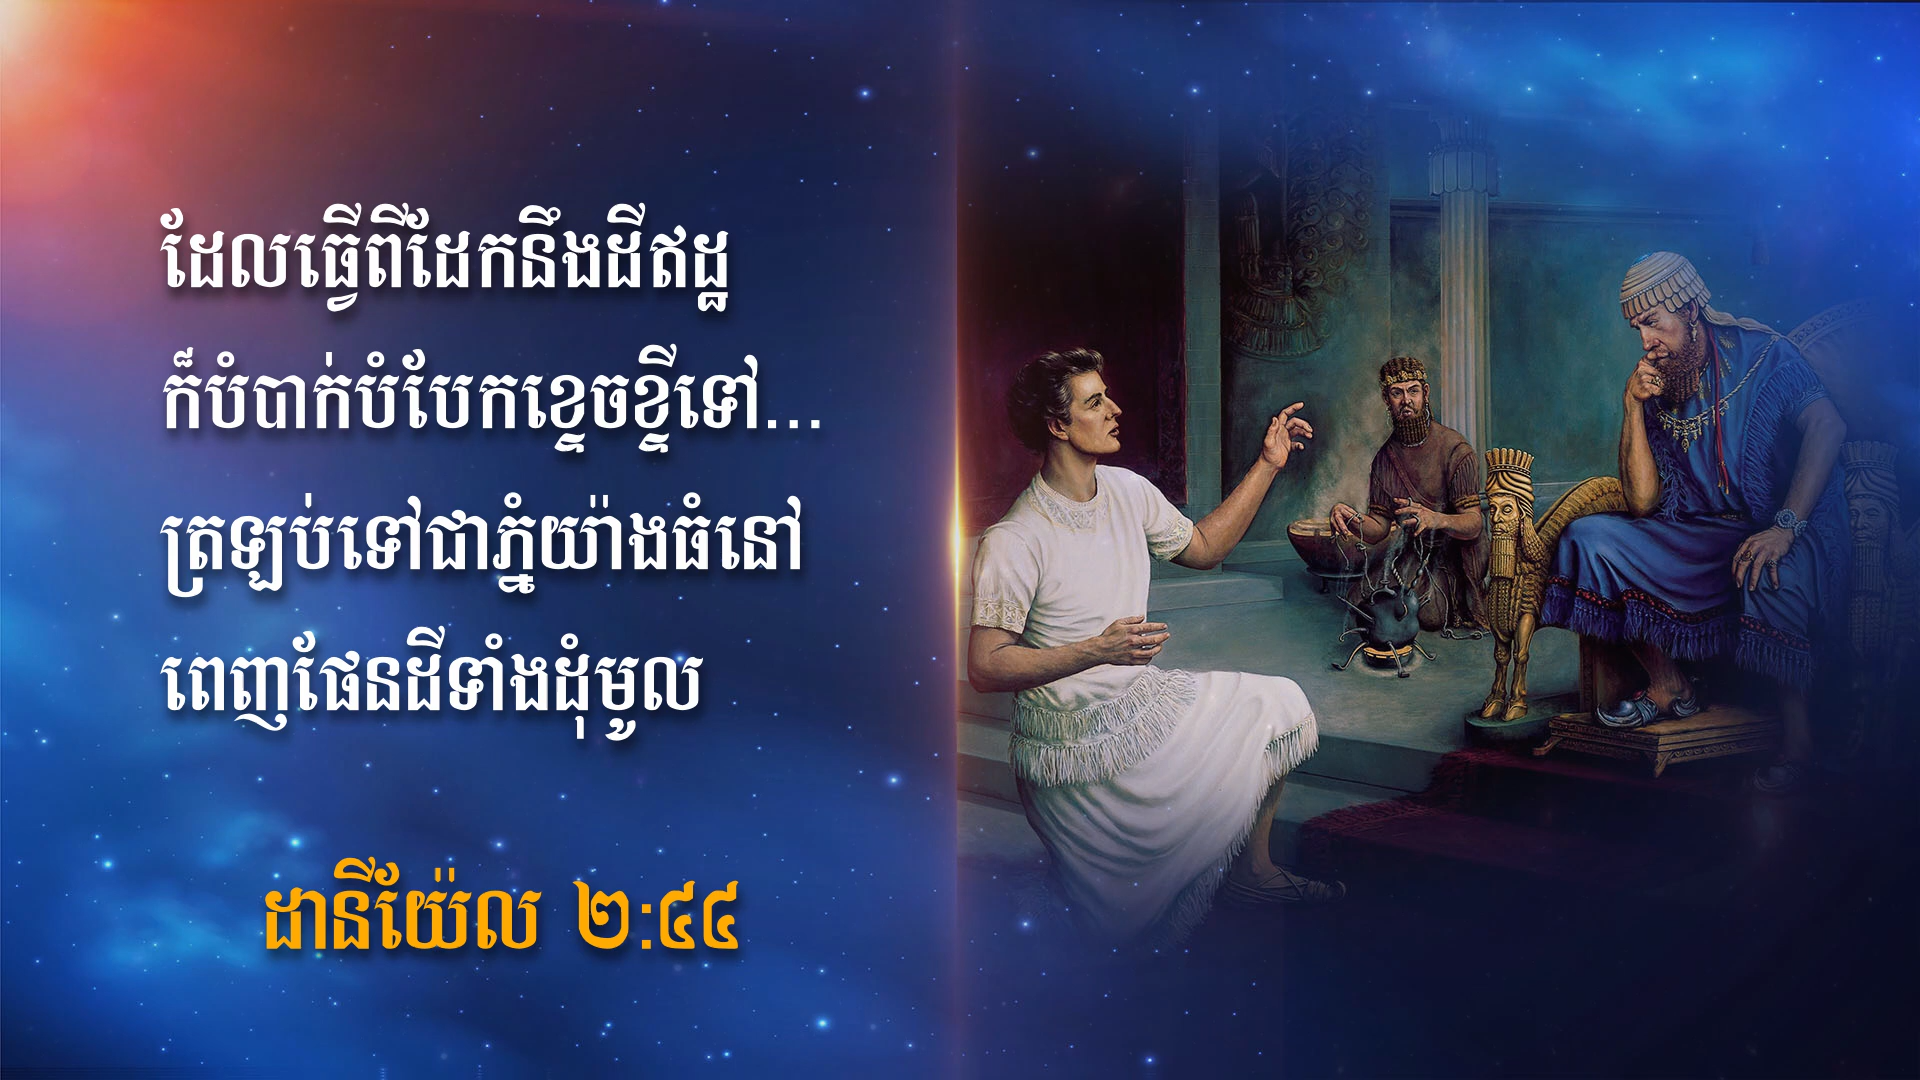 ដែលធ្វើពីដែកនឹងដីឥដ្ឋ
ក៏បំបាក់បំបែកខ្ទេចខ្ទីទៅ...
ត្រឡប់ទៅជាភ្នំយ៉ាងធំនៅ
ពេញផែនដីទាំងដុំមូល
ដានីយ៉ែល ២:៤៤